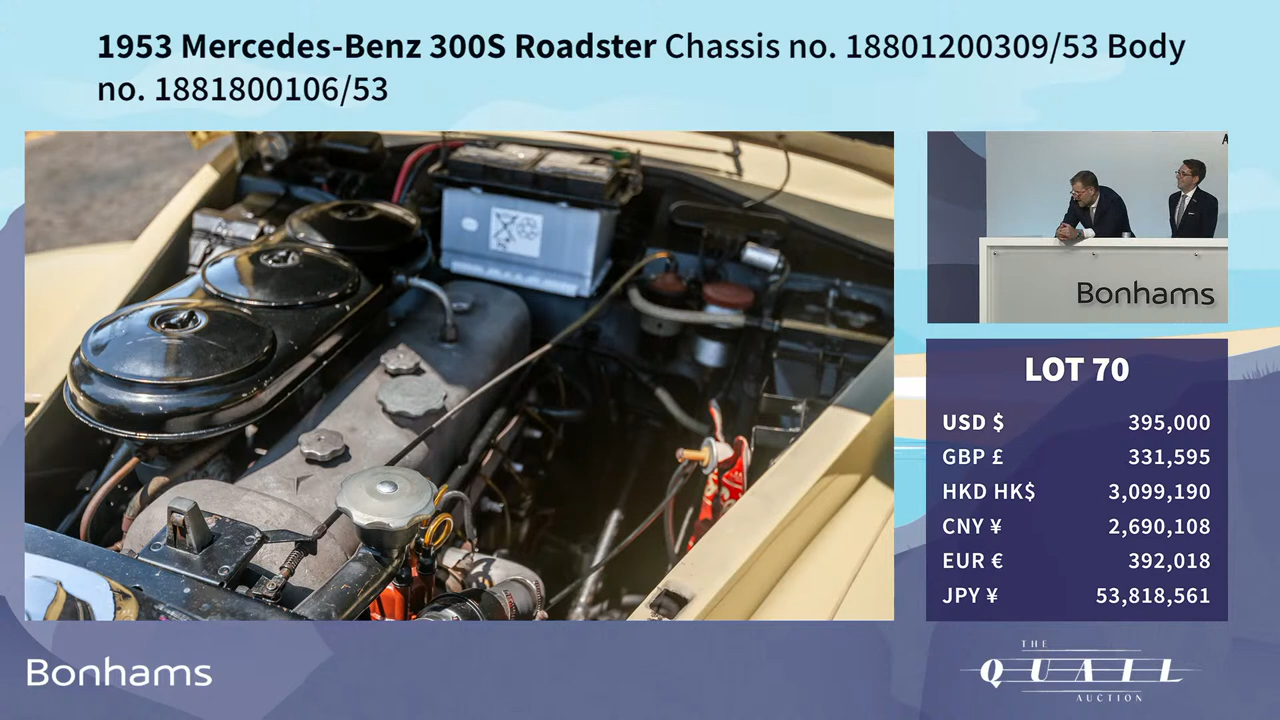 1953 Mercedes-Benz 300S Roadster Chassis no. 18801200309/53 Body
no. 1881800106/53
A
Bonhams
LOT 70
USD $ 395,000
GBP £ 331,595
HKD HK$ 3,099,190
CNY ¥ 2,690,108
EUR € 392,018
JPY ¥ 53,818,561
Bonhams
THE
QUAIL
AUCTION